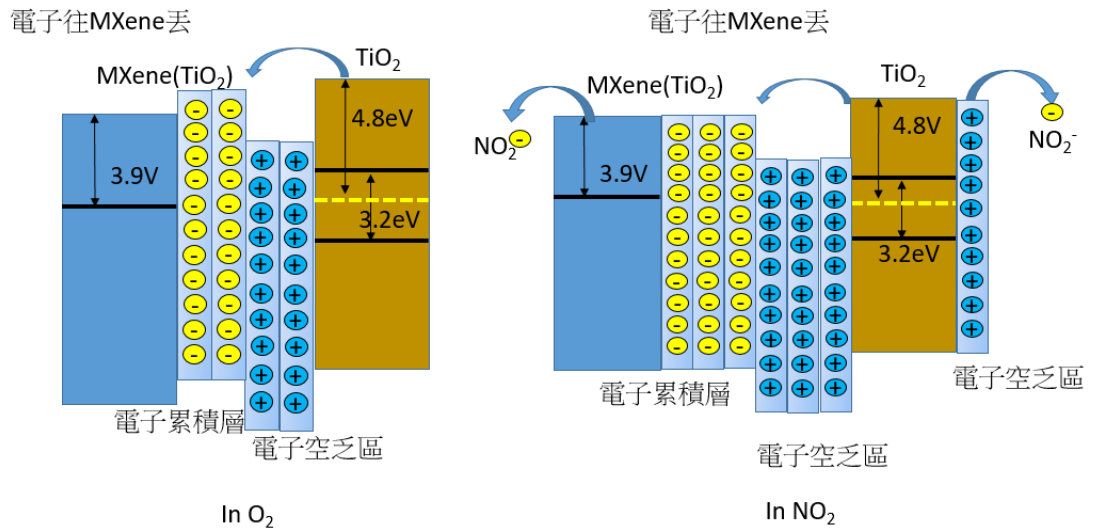 電子往MXene丟
TiO₂
MXene(TiO₂)
4.8eV
3.9V
3.2eV
- - - - - - - - - - - - - - - - - - - -
+ + + + + + + + + + + + + + + + + +
電子累積層
電子空乏區
In O₂
電子往MXene丟
TiO₂
MXene(TiO₂)
NO₂-
NO₂⁻
4.8V
3.9V
3.2eV
電子累積層
電子空乏區
電子空乏區
In NO₂